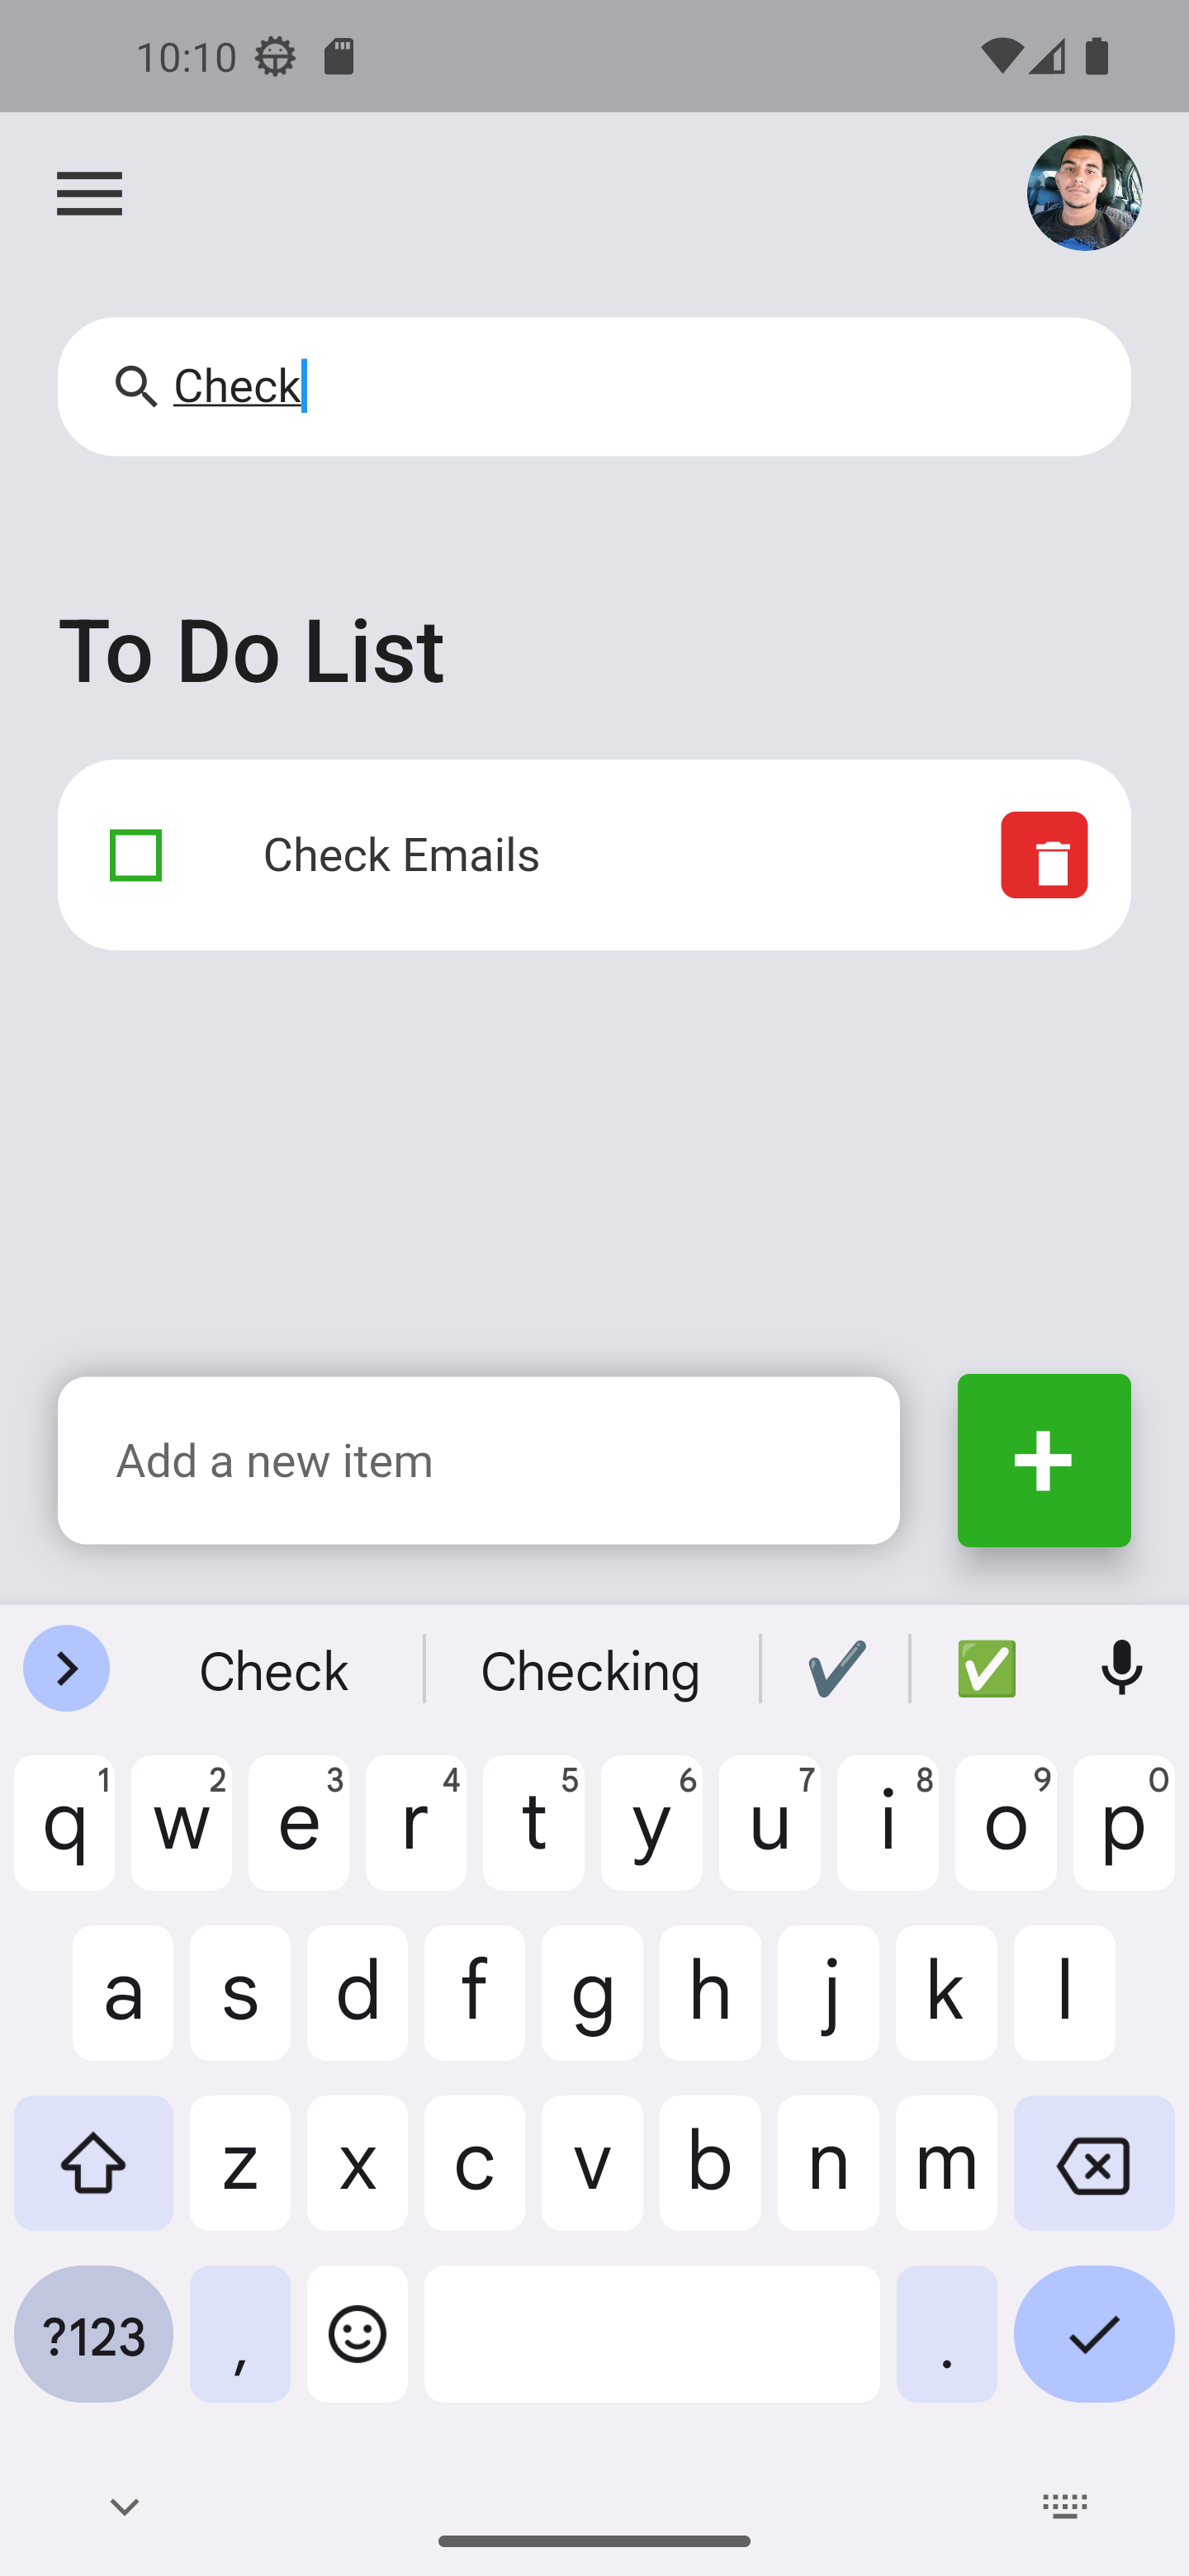 10:10
Check
To Do List
Check Emails
Add a new item
Check Checking
q1 w2 e3 r4 t5 y6 u7 i8 o9 p0
a s d f g h j k l
z x c v b n m
?123 , .